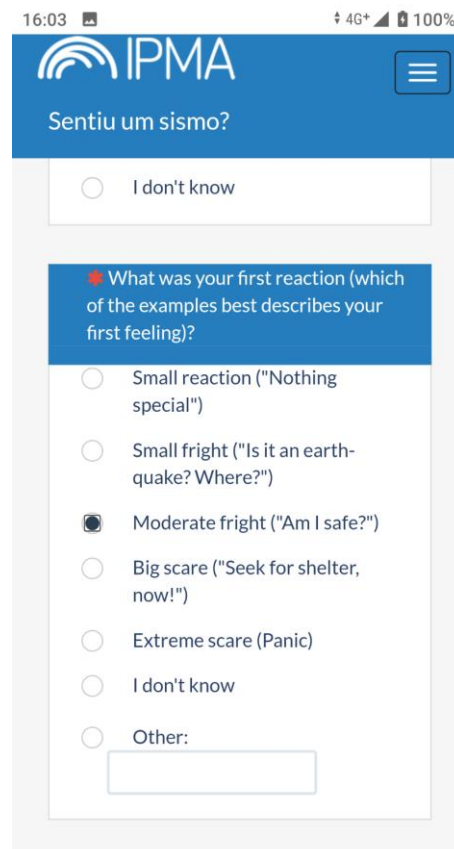 16:03 4G+ 100%
IPMA
Sentiu um sismo?
I don't know
* What was your first reaction (which
of the examples best describes your
first feeling)?
Small reaction ("Nothing
special")
Small fright ("Is it an earth-
quake? Where?")
Moderate fright ("Am I safe?")
Big scare ("Seek for shelter,
now!")
Extreme scare (Panic)
I don't know
Other: